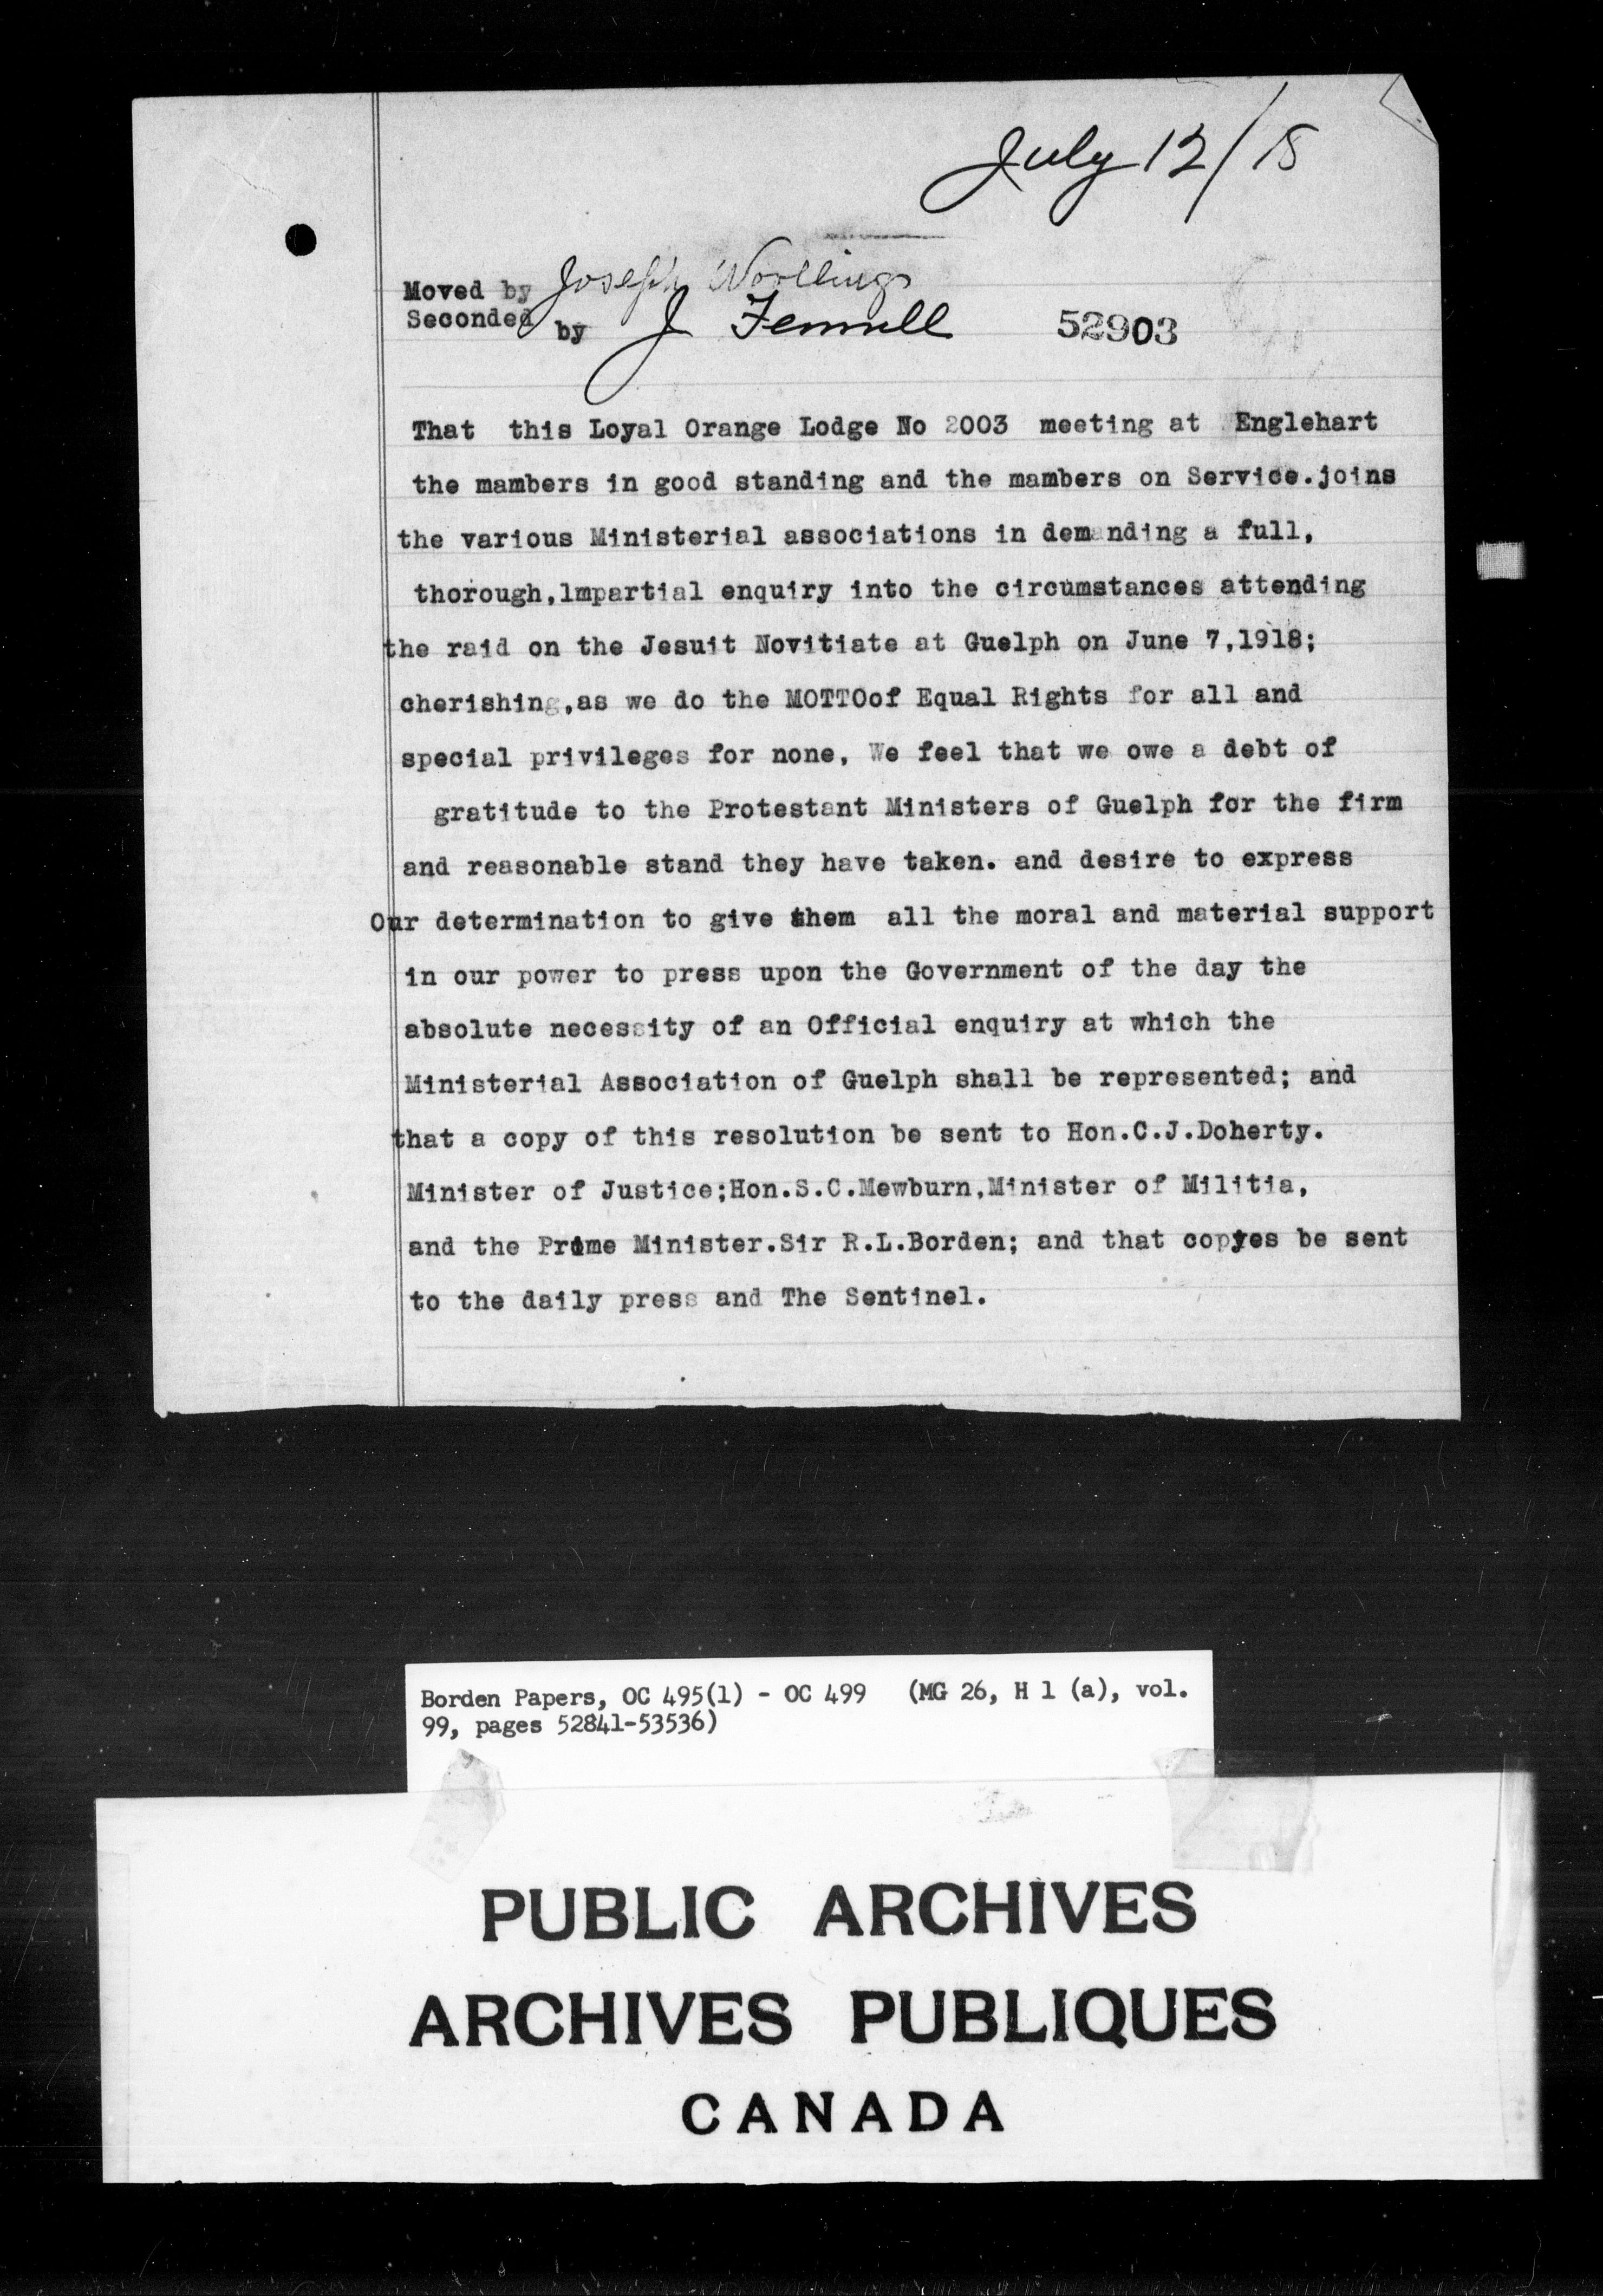 July 12/18
Moved by Joseph Woollings
Seconded by J Fennell 52903
That this Loyal Orange Lodge No 2003 meeting at Englehart
the mambers in good standing and the mambers on Service.joins
the various Ministerial associations in demanding a full,
thorough,lmpartial enquiry into the circumstances attending
the raid on the Jesuit Novitiate at Guelph on June 7,1918;
cherishing,as we do the MOTTOof Equal Rights for all and
special privileges for none, We feel that we owe a debt of
gratitude to the Protestant Ministers of Guelph for the firm
and reasonable stand they have taken. and desire to express
Our determination to give them all the moral and material support
in our power to press upon the Government of the day the
absolute necessity of an Official enquiry at which the
Ministerial Association of Guelph shall be represented; and
that a copy of this resolution be sent to Hon.C.J.Doherty.
Minister of Justice;Hon.S.C.Mewburn,Minister of Militia,
and the Prime Minister.Sir R.L.Borden; and that copyes be sent
to the daily press and The Sentinel.
Borden Papers, OC 495(1) - OC 499 (MG 26, H 1 (a), vol.
99, pages 52841-53536)
PUBLIC ARCHIVES
ARCHIVES PUBLIQUES
CANADA